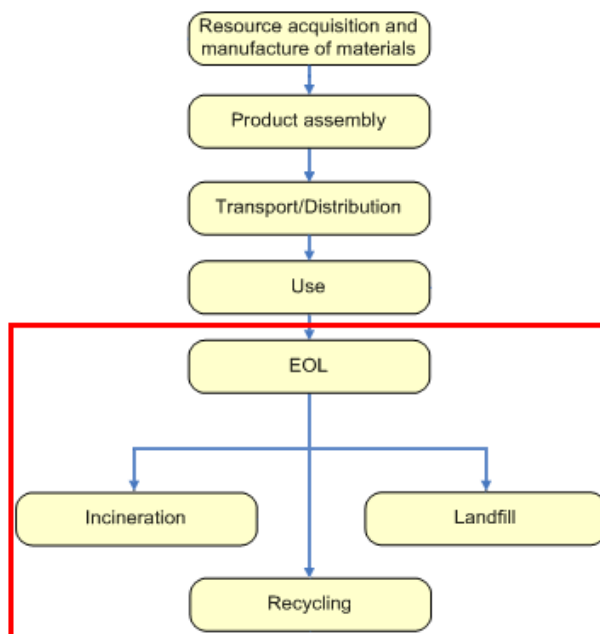 Resource acquisition and
manufacture of materials
Product assembly
Transport/Distribution
Use
EOL
Incineration
Landfill
Recycling